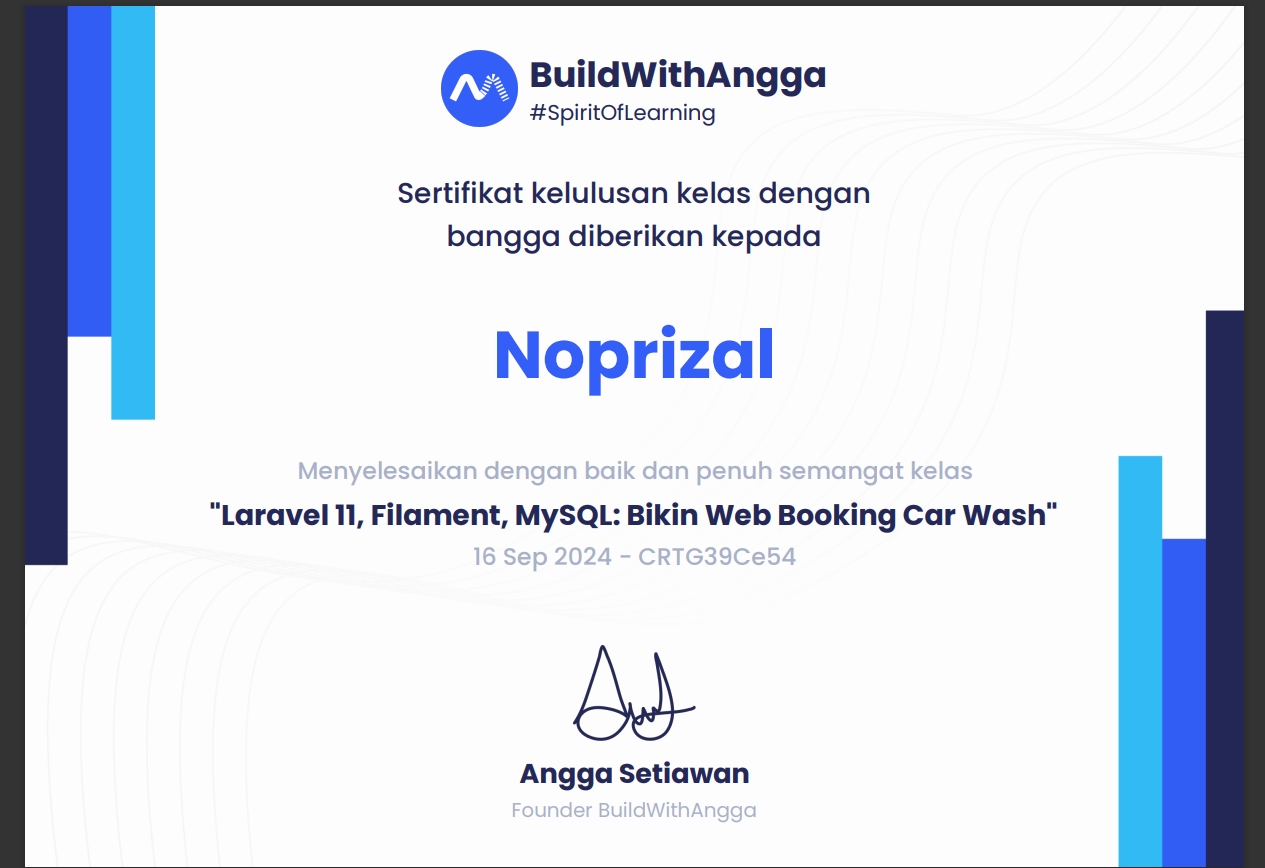 BuildWithAngga
#SpiritOfLearning
Sertifikat kelulusan kelas dengan
bangga diberikan kepada
Noprizal
Menyelesaikan dengan baik dan penuh semangat kelas
"Laravel 11, Filament, MySQL: Bikin Web Booking Car Wash"
16 Sep 2024 - CRTG39Ce54
Angga Setiawan
Founder BuildWithAngga